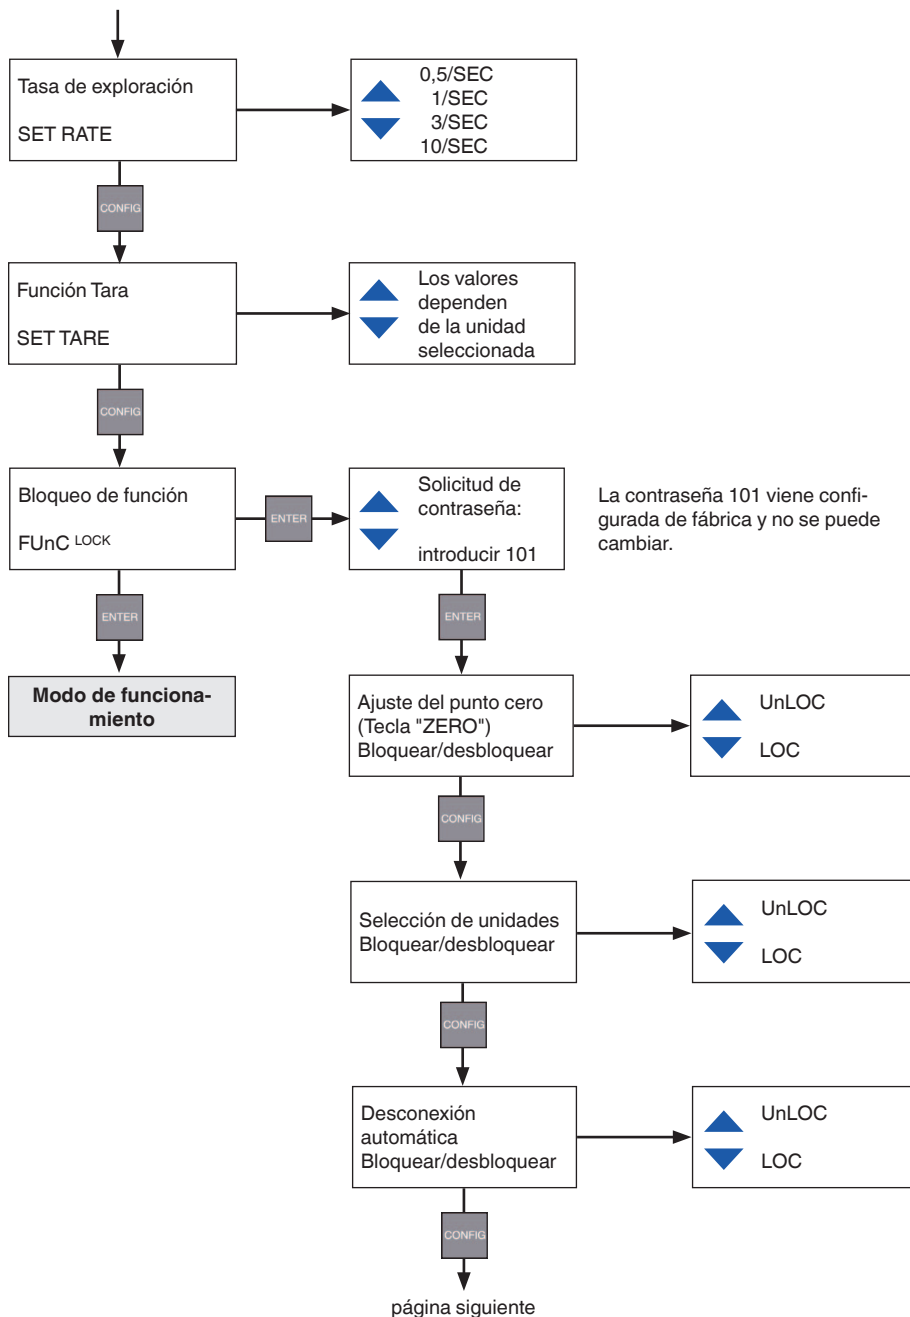 Tasa de exploración
SET RATE
0,5/SEC
1/SEC
3/SEC
10/SEC
CONFIG
Función Tara
SET TARE
Los valores
dependen
de la unidad
seleccionada
CONFIG
Bloqueo de función
FUnC LOCK
ENTER
Solicitud de
contraseña:
introducir 101
La contraseña 101 viene confi-
gurada de fábrica y no se puede
cambiar.
ENTER
ENTER
Modo de funciona-
miento
Ajuste del punto cero
(Tecla "ZERO")
Bloquear/desbloquear
UnLOC
LOC
CONFIG
Selección de unidades
Bloquear/desbloquear
UnLOC
LOC
CONFIG
Desconexión
automática
Bloquear/desbloquear
UnLOC
LOC
CONFIG
página siguiente